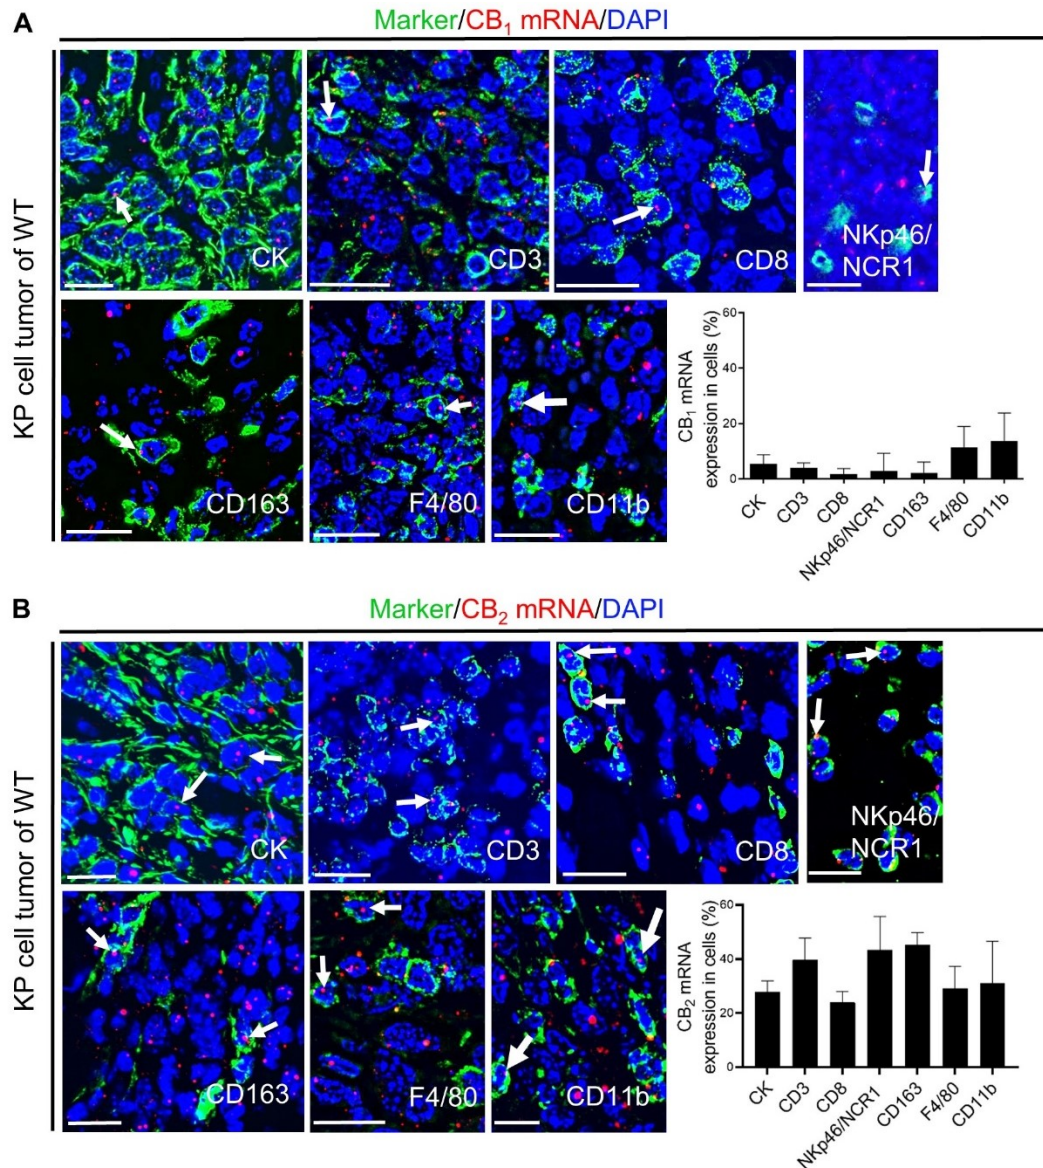 A
Marker/CB₁ mRNA/DAPI
KP cell tumor of WT
CK
CD3
CD8
NKp46/
NCR1
CD163
F4/80
CD11b
CB₁ mRNA
expression in cells (%)
60
40
20
0
CK
CD3
CD8
NKp46/NCR1
CD163
F4/80
CD11b
B
Marker/CB₂ mRNA/DAPI
KP cell tumor of WT
CK
CD3
CD8
NKp46/
NCR1
CD163
F4/80
CD11b
CB₂ mRNA
expression in cells (%)
60
40
20
0
CK
CD3
CD8
NKp46/NCR1
CD163
F4/80
CD11b